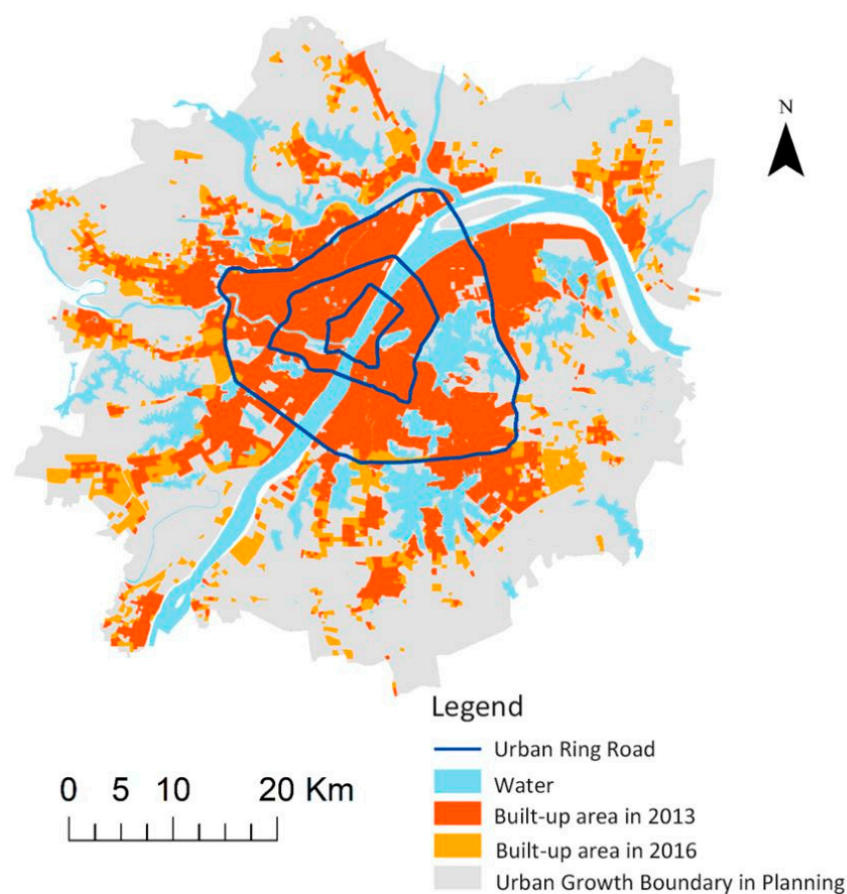 N
Legend
Urban Ring Road
Water
Built-up area in 2013
Built-up area in 2016
Urban Growth Boundary in Planning
0 5 10 20 Km